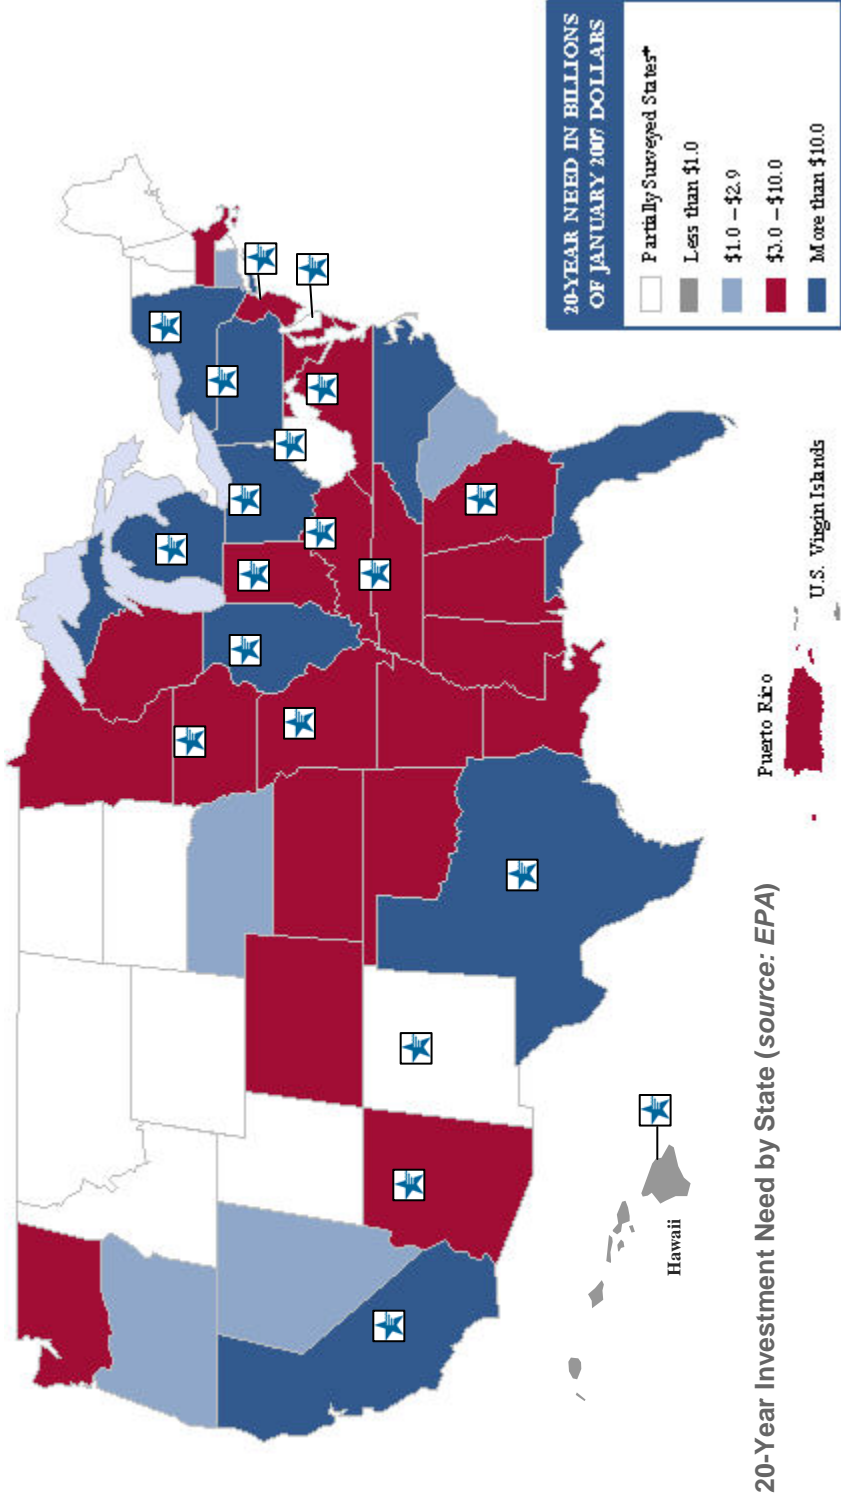 20-YEAR NEED IN BILLIONS
OF JANUARY 2007 DOLLARS
Partially Surveyed States*
Less than $1.0
$1.0 – $2.9
$3.0 – $10.0
More than $10.0
Hawaii
Puerto Rico
U.S. Virgin Islands
20-Year Investment Need by State (source: EPA)